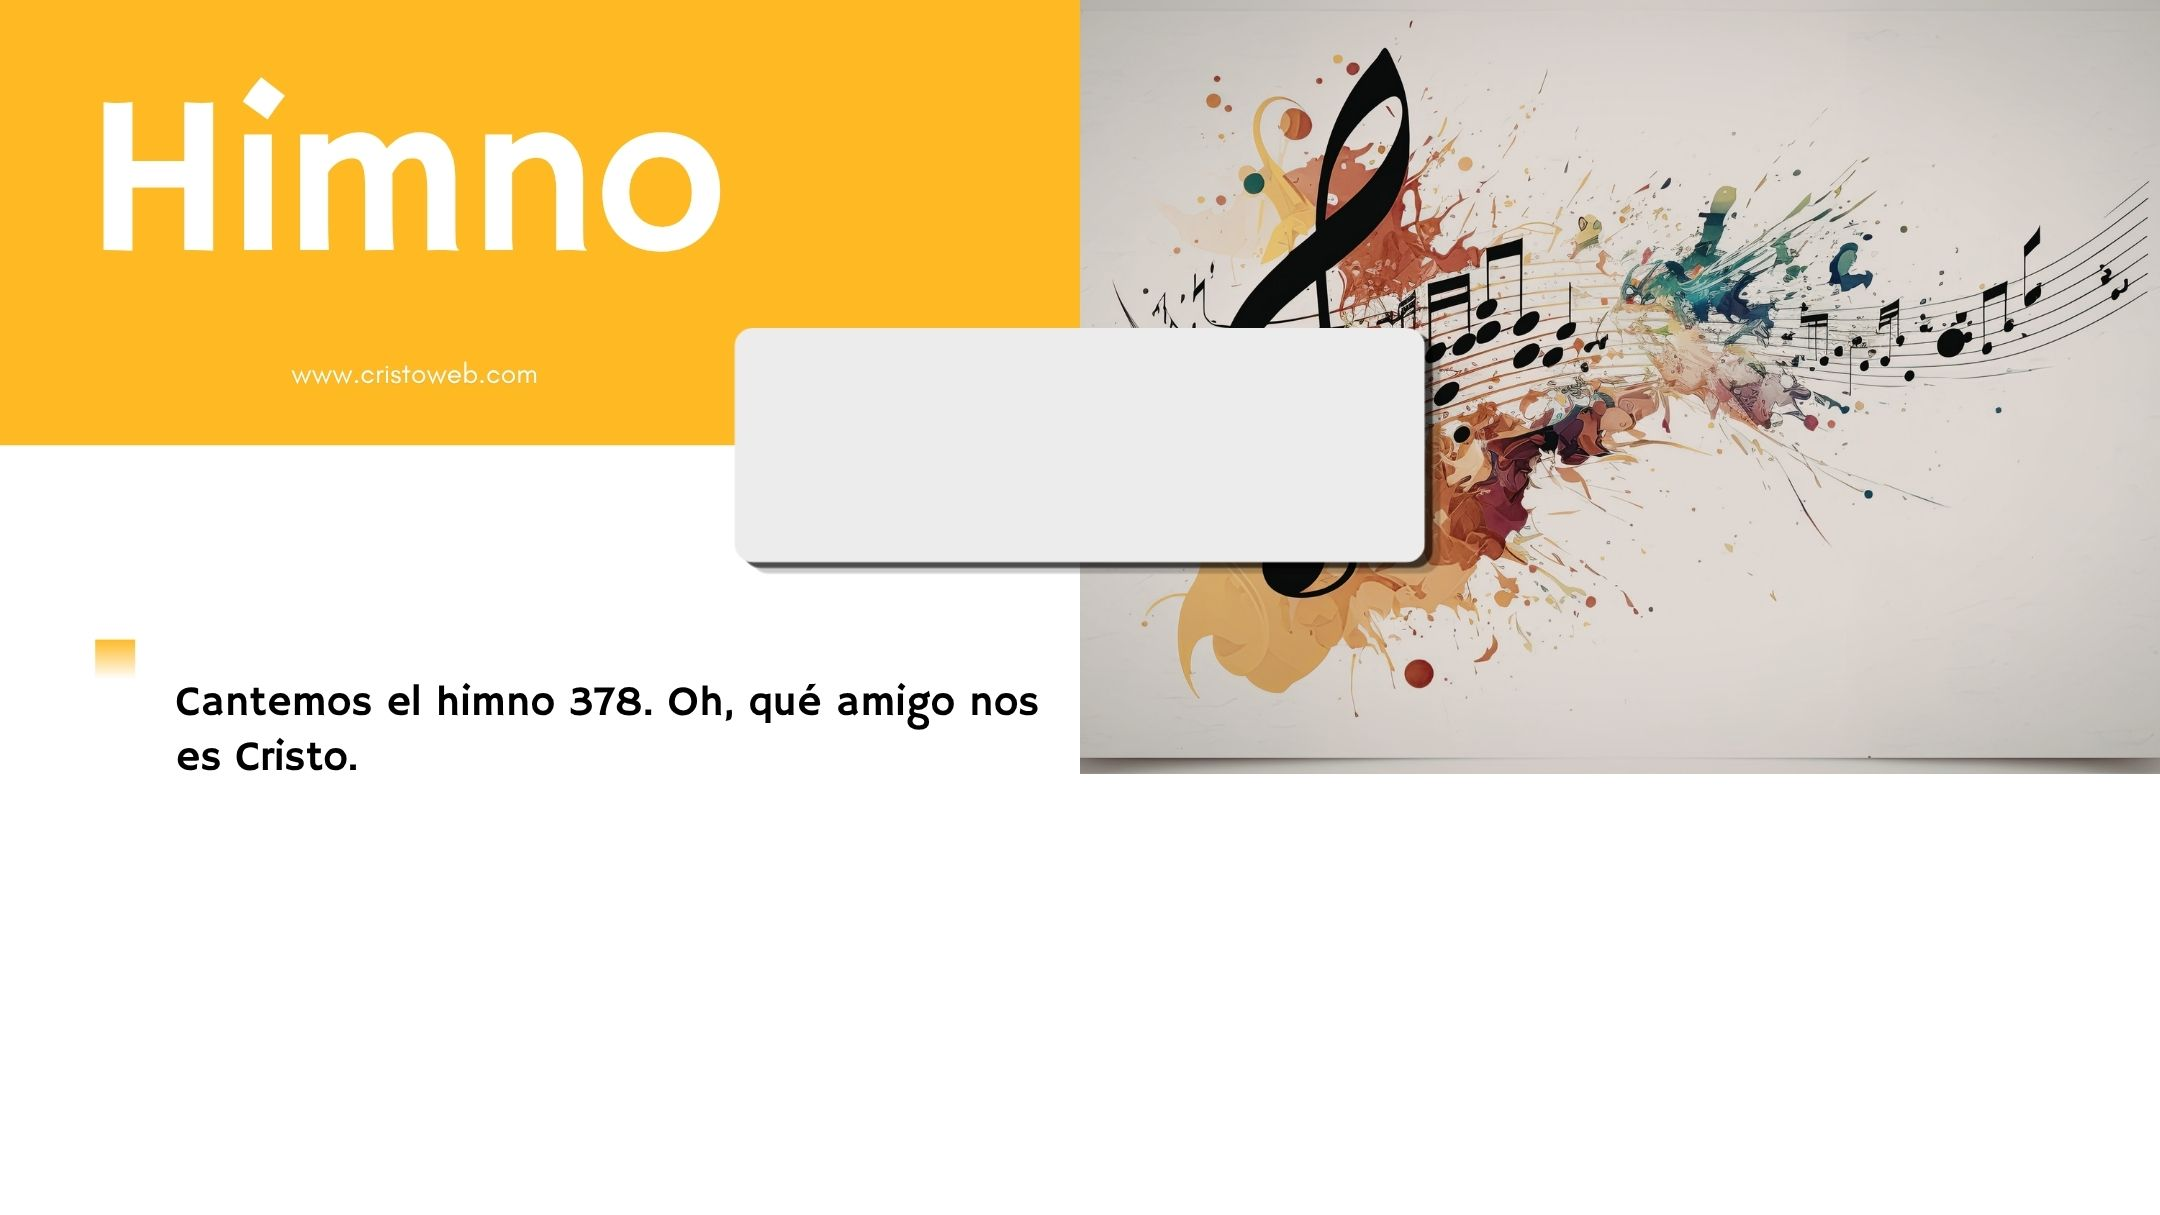 Himno
www.cristoweb.com
Cantemos el himno 378. Oh, qué amigo nos
es Cristo.